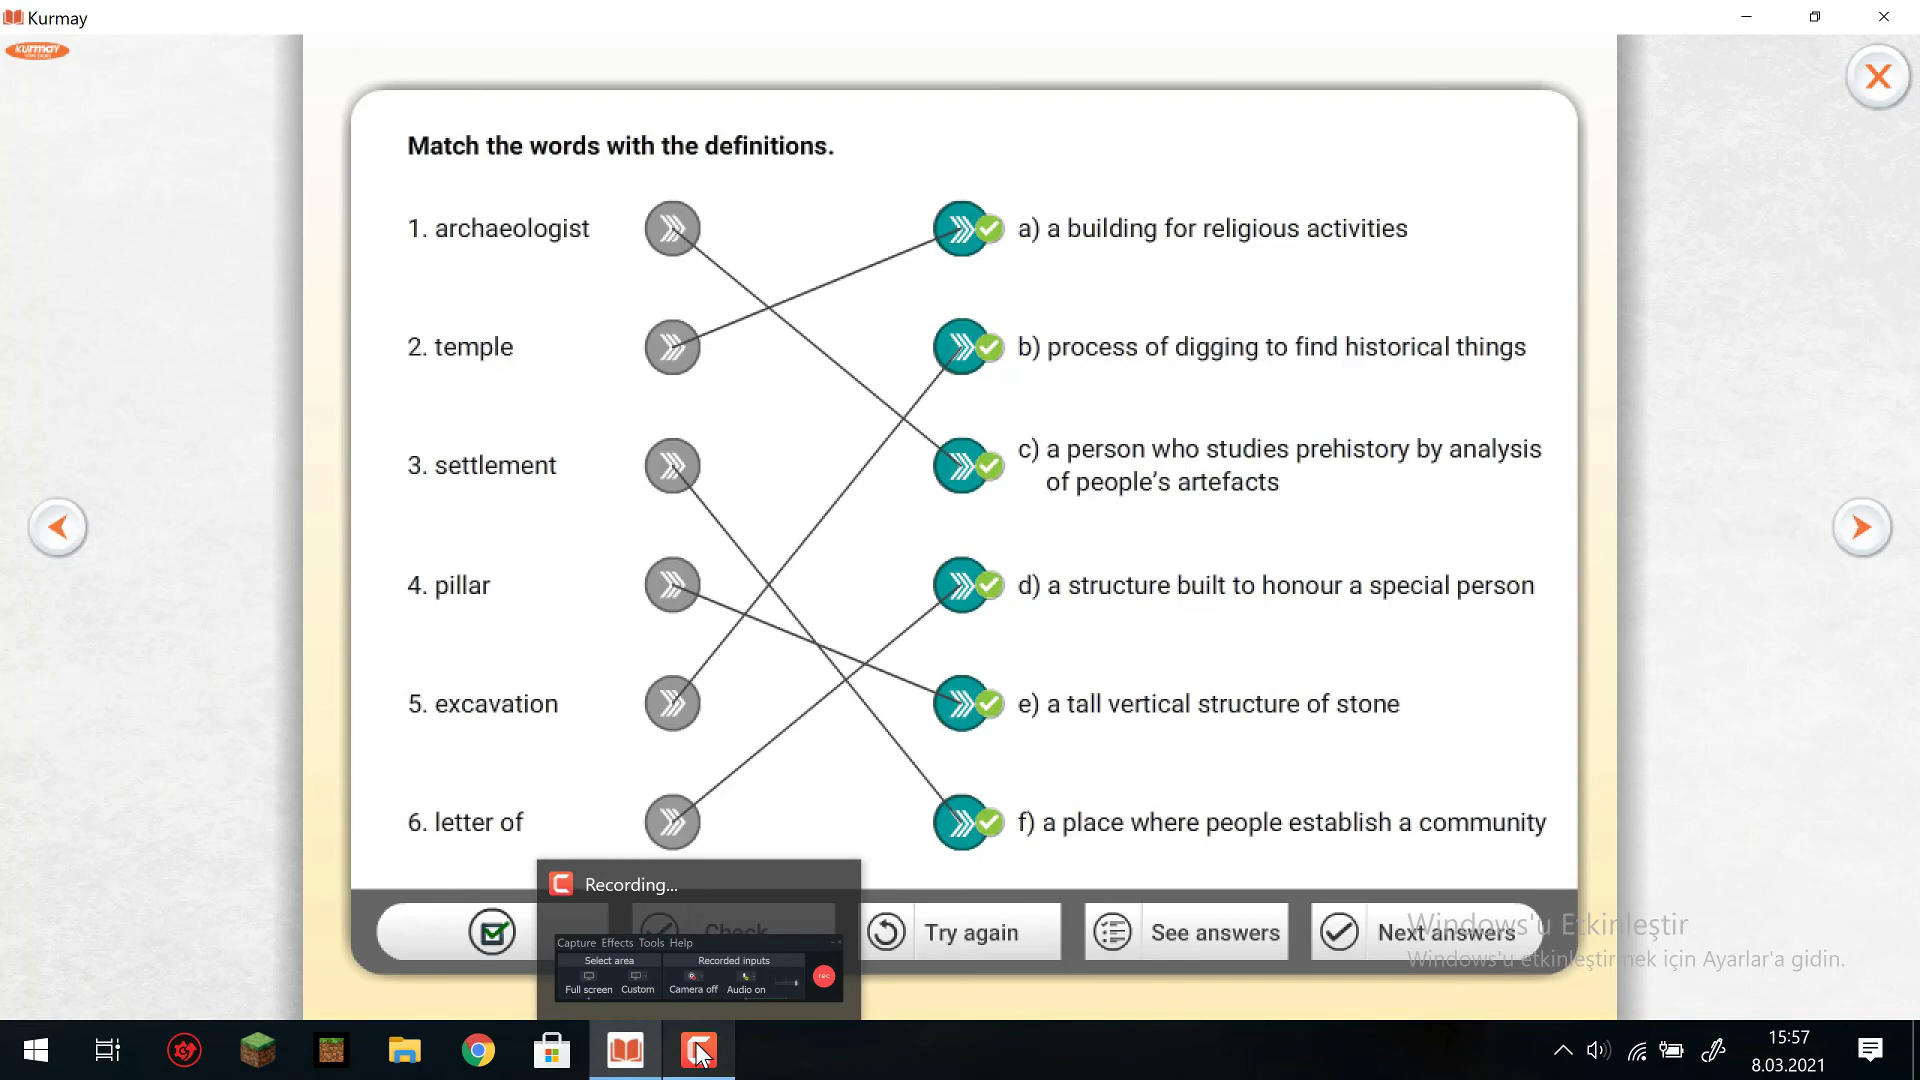 Kurmay
KURMAY
Match the words with the definitions.
1. archaeologist
a) a building for religious activities
2. temple
b) process of digging to find historical things
3. settlement
c) a person who studies prehistory by analysis
of people's artefacts
4. pillar
d) a structure built to honour a special person
5. excavation
e) a tall vertical structure of stone
6. letter of
f) a place where people establish a community
Recording...
Check
Try again
See answers
Next answers
Capture Effects Tools Help
Select area
Recorded inputs
Full screen
Custom
Camera off
Audio on
rec
Windows'u Etkinleştir
Windows'u etkinleştirmek için Ayarlar'a gidin.
15:57
8.03.2021